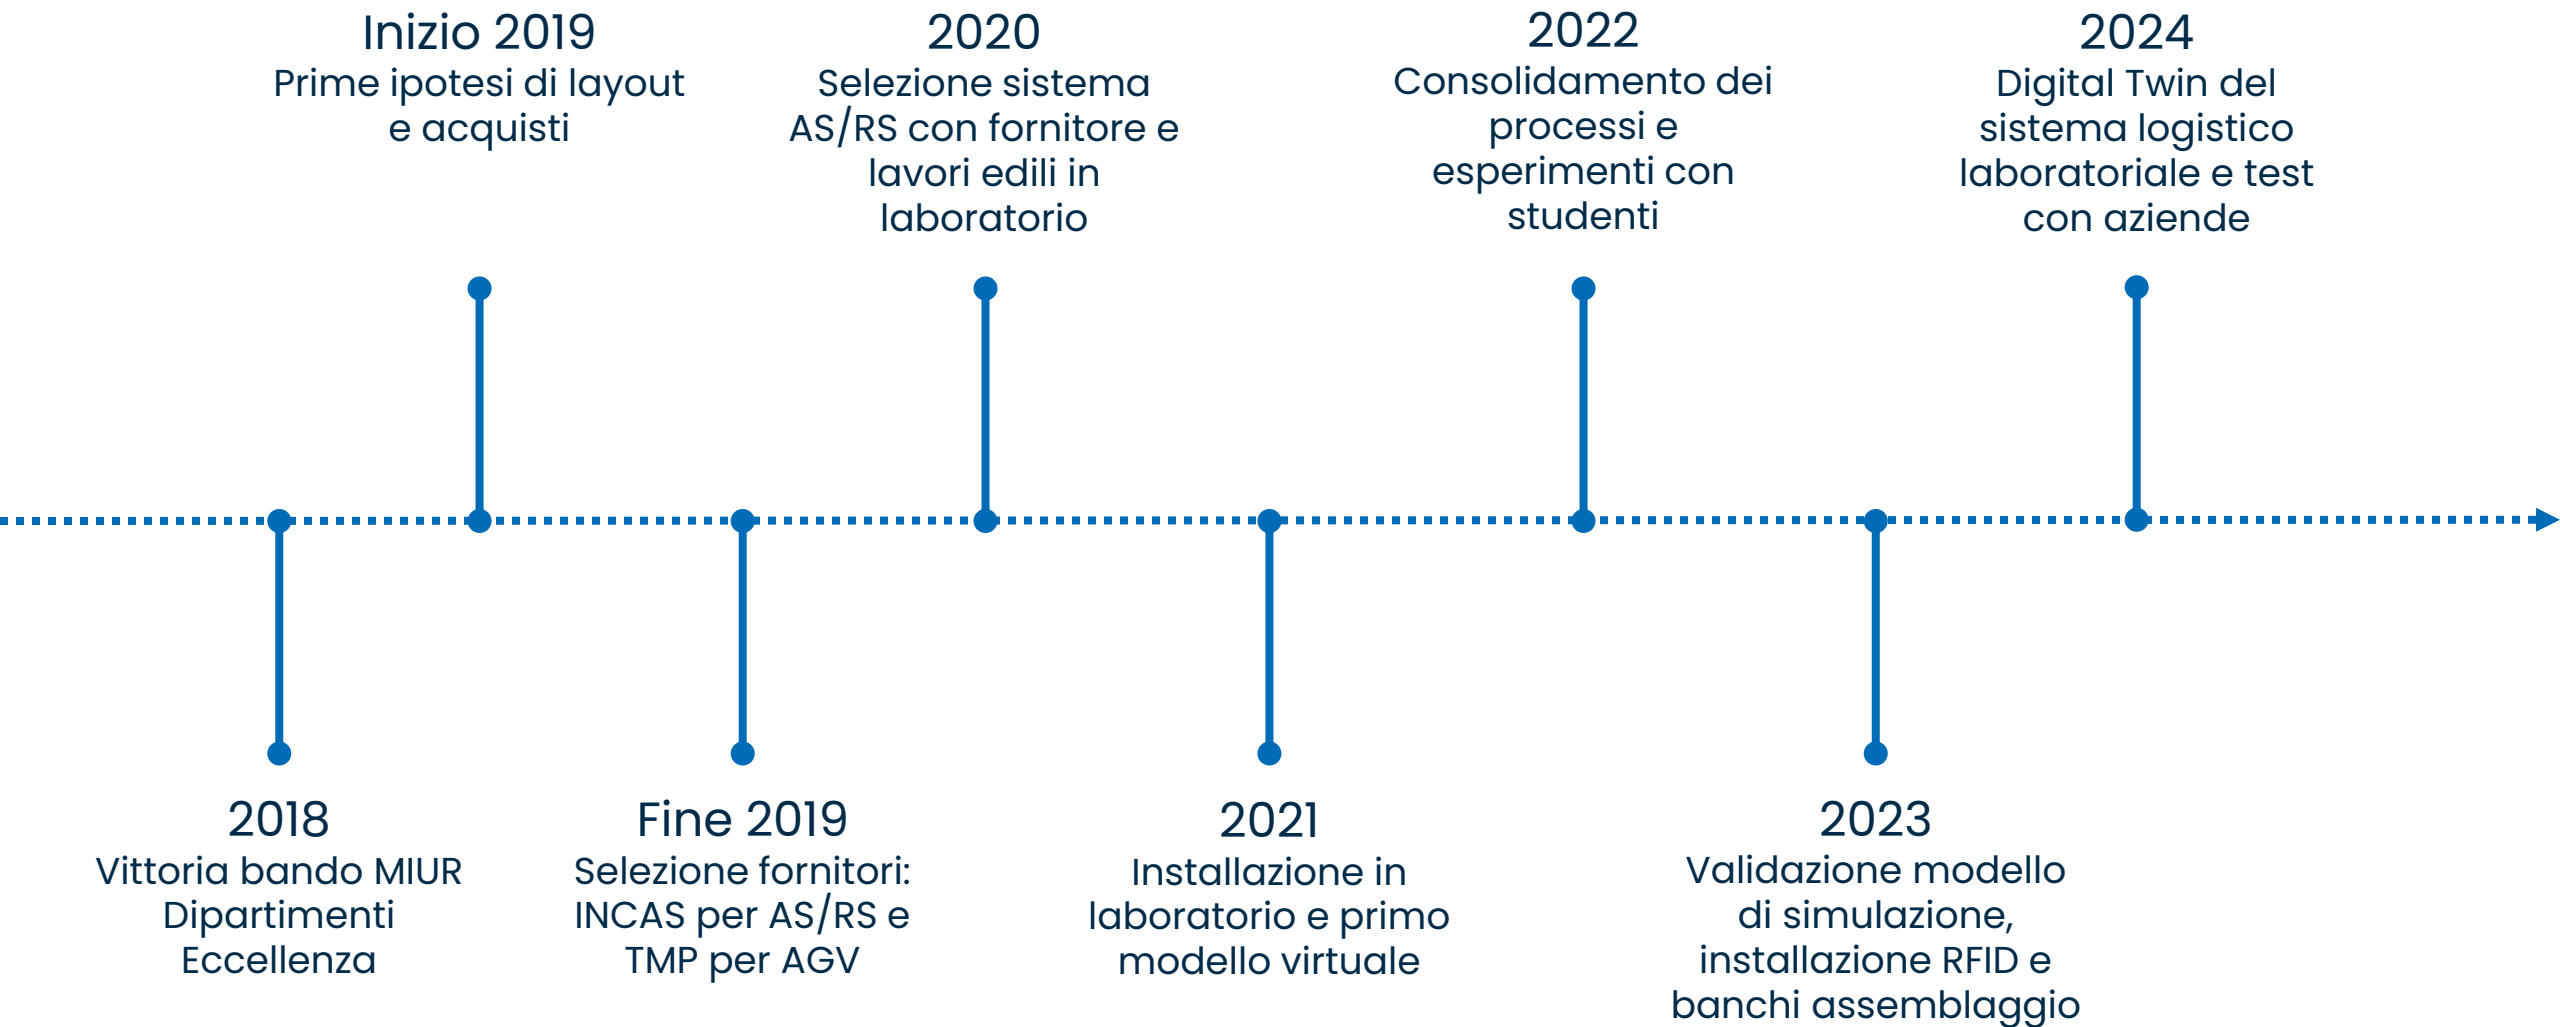 Inizio 2019
Prime ipotesi di layout
e acquisti
2020
Selezione sistema
AS/RS con fornitore e
lavori edili in
laboratorio
2022
Consolidamento dei
processi e
esperimenti con
studenti
2024
Digital Twin del
sistema logistico
laboratoriale e test
con aziende
2018
Vittoria bando MIUR
Dipartimenti
Eccellenza
Fine 2019
Selezione fornitori:
INCAS per AS/RS e
TMP per AGV
2021
Installazione in
laboratorio e primo
modello virtuale
2023
Validazione modello
di simulazione,
installazione RFID e
banchi assemblaggio